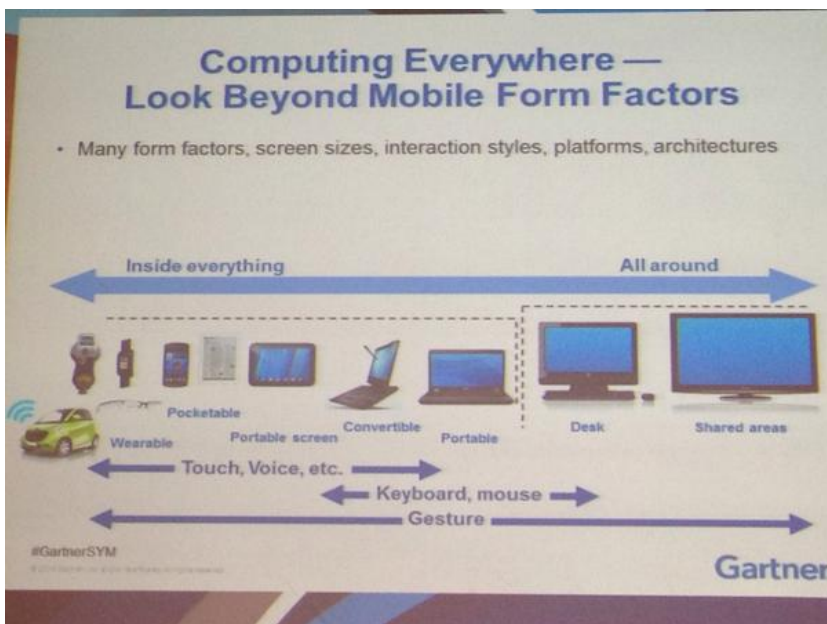 Computing Everywhere —
Look Beyond Mobile Form Factors
• Many form factors, screen sizes, interaction styles, platforms, architectures
Inside everything
All around
Wearable
Pocketable
Portable screen
Convertible
Portable
Desk
Shared areas
Touch, Voice, etc.
Keyboard, mouse
Gesture
#GartnerSYM
Gartner